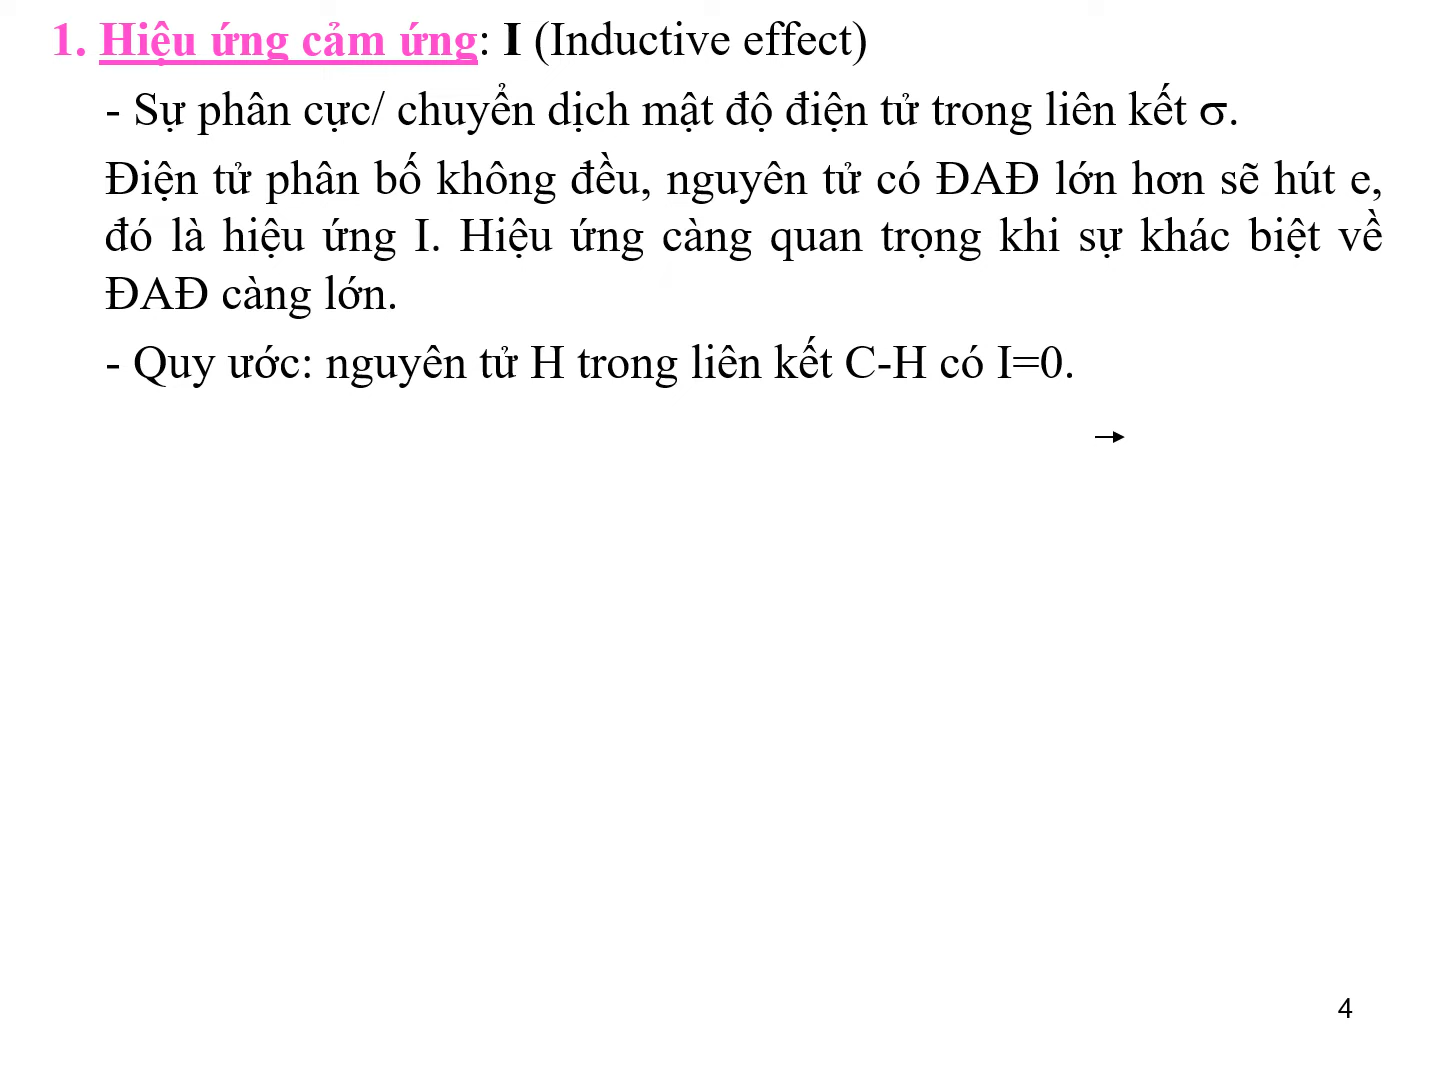 1. Hiệu ứng cảm ứng: I (Inductive effect)
- Sự phân cực/ chuyển dịch mật độ điện tử trong liên kết σ.
Điện tử phân bố không đều, nguyên tử có ĐAĐ lớn hơn sẽ hút e,
đó là hiệu ứng I. Hiệu ứng càng quan trọng khi sự khác biệt về
ĐAĐ càng lớn.
- Quy ước: nguyên tử H trong liên kết C-H có I=0.
4